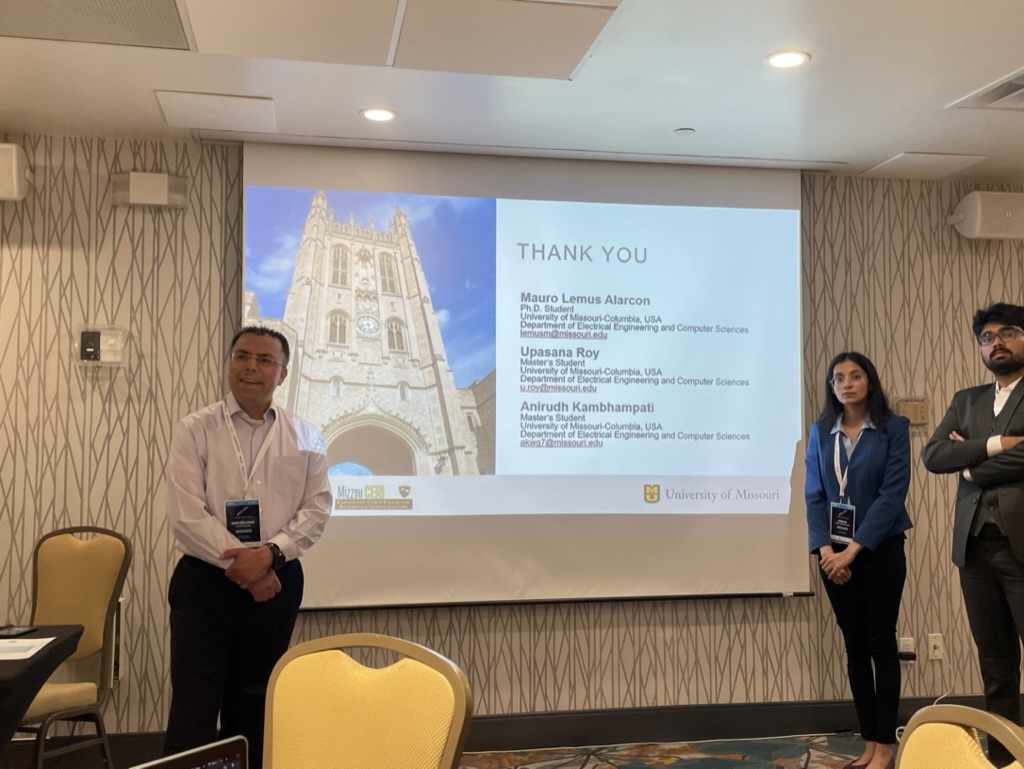 THANK YOU
Mauro Lemus Alarcon
Ph.D. Student
University of Missouri-Columbia, USA
Department of Electrical Engineering and Computer Sciences
lemusm@missouri.edu
Upasana Roy
Master's Student
University of Missouri-Columbia, USA
Department of Electrical Engineering and Computer Sciences
u.roy@missouri.edu
Anirudh Kambhampati
Master's Student
University of Missouri-Columbia, USA
Department of Electrical Engineering and Computer Sciences
akwg7@missouri.edu
Mizzou CERI
University of Missouri